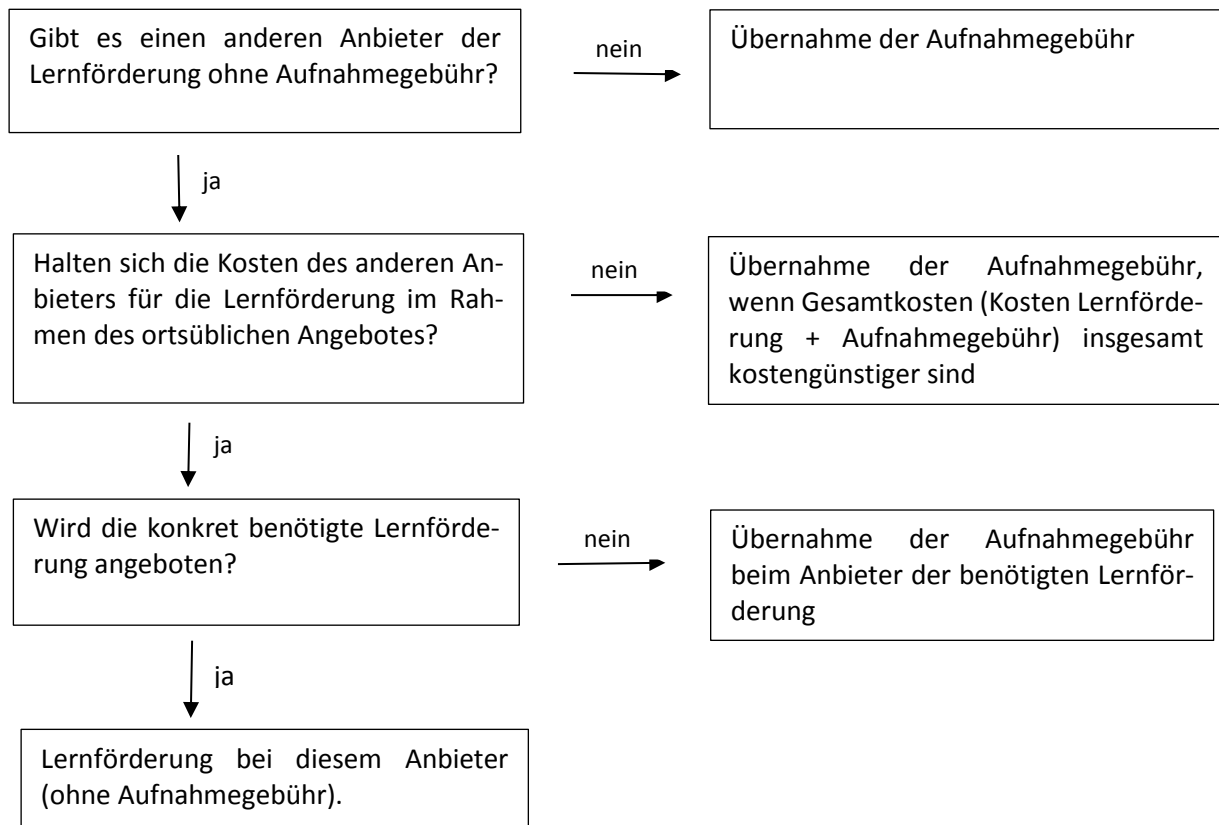 Gibt es einen anderen Anbieter der
Lernförderung ohne Aufnahmegebühr?
nein
Übernahme der Aufnahmegebühr
ja
Halten sich die Kosten des anderen An-
bieters für die Lernförderung im Rah-
men des ortsüblichen Angebotes?
nein
Übernahme der Aufnahmegebühr,
wenn Gesamtkosten (Kosten Lernförde-
rung + Aufnahmegebühr) insgesamt
kostengünstiger sind
ja
Wird die konkret benötigte Lernförde-
rung angeboten?
nein
Übernahme der Aufnahmegebühr
beim Anbieter der benötigten Lernför-
derung
ja
Lernförderung bei diesem Anbieter
(ohne Aufnahmegebühr).